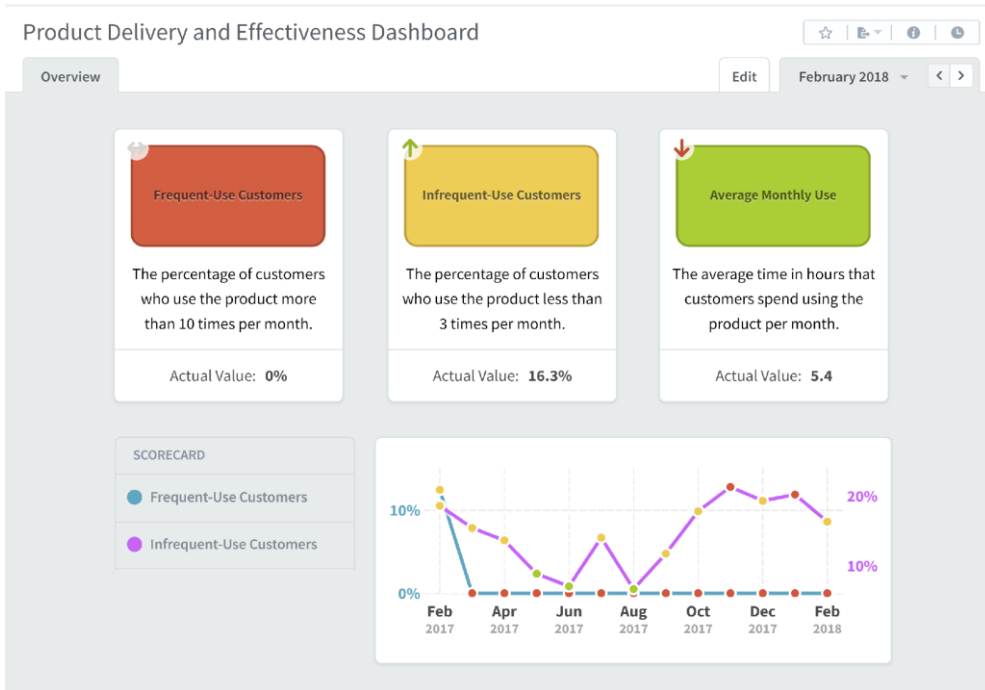 Product Delivery and Effectiveness Dashboard
Overview
Edit
February 2018
Frequent-Use Customers
The percentage of customers
who use the product more
than 10 times per month.
Actual Value: 0%
Infrequent-Use Customers
The percentage of customers
who use the product less than
3 times per month.
Actual Value: 16.3%
Average Monthly Use
The average time in hours that
customers spend using the
product per month.
Actual Value: 5.4
SCORECARD
Frequent-Use Customers
Infrequent-Use Customers
10%
0%
20%
10%
Feb Apr Jun Aug Oct Dec Feb
2017 2017 2017 2017 2017 2017 2018